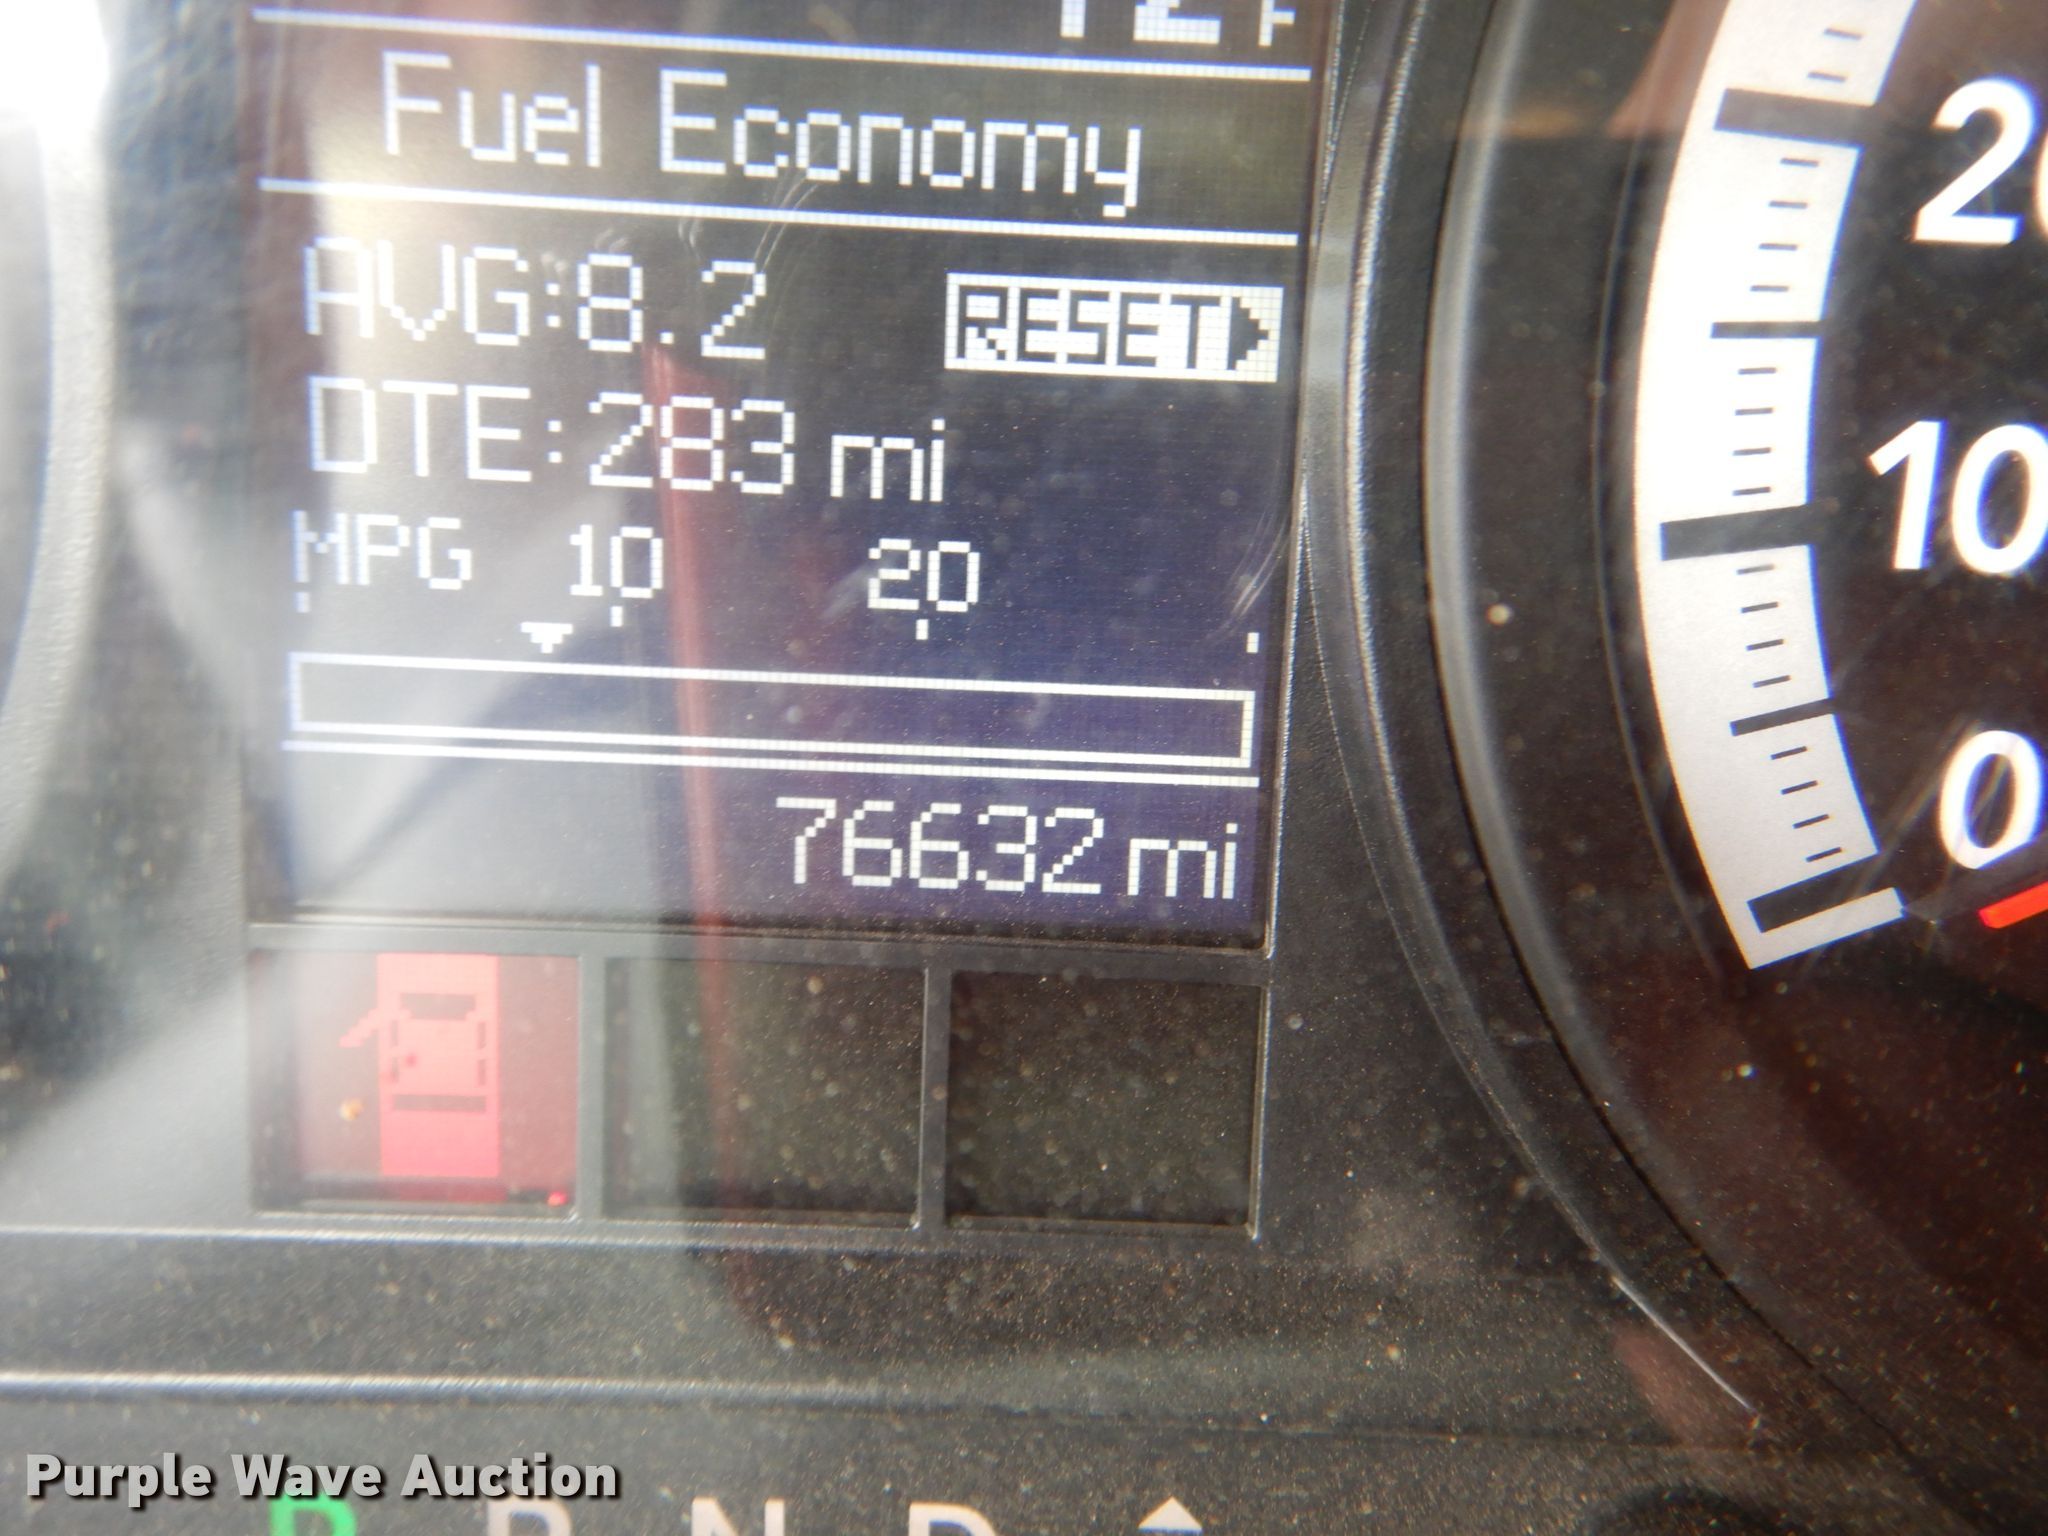 Fuel Economy
AVG:8.2 RESET
DTE:283 mi
MPG 10 20
76632 mi
20
10
0
P R N D
Purple Wave Auction